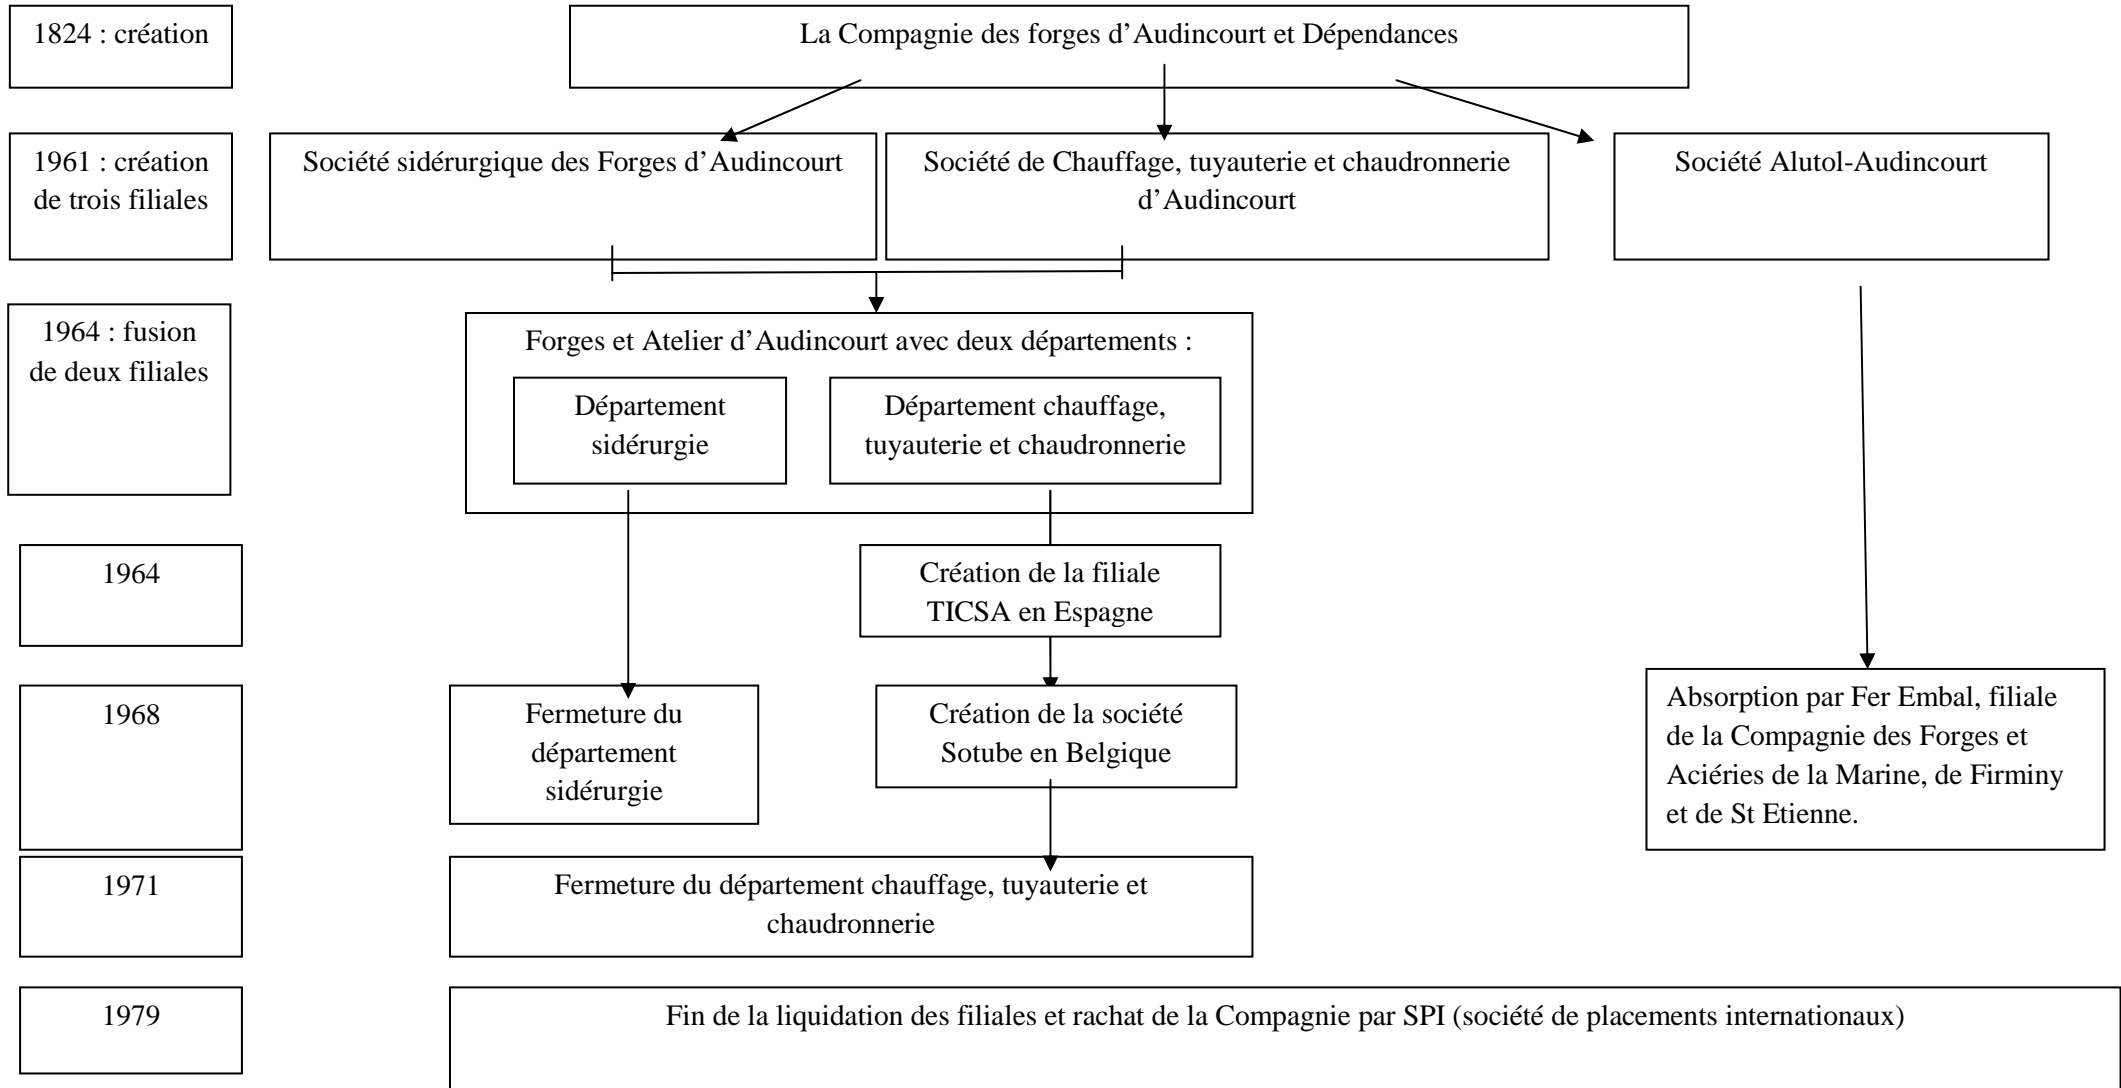 1824 : création
La Compagnie des forges d’Audincourt et Dépendances
1961 : création
de trois filiales
Société sidérurgique des Forges d’Audincourt
Société de Chauffage, tuyauterie et chaudronnerie
d’Audincourt
Société Alutol-Audincourt
1964 : fusion
de deux filiales
Forges et Atelier d’Audincourt avec deux départements :
Département
sidérurgie
Département chauffage,
tuyauterie et chaudronnerie
1964
Création de la filiale
TICSA en Espagne
1968
Fermeture du
département
sidérurgie
Création de la société
Sotube en Belgique
Absorption par Fer Embal, filiale
de la Compagnie des Forges et
Aciéries de la Marine, de Firminy
et de St Etienne.
1971
Fermeture du département chauffage, tuyauterie et
chaudronnerie
1979
Fin de la liquidation des filiales et rachat de la Compagnie par SPI (société de placements internationaux)